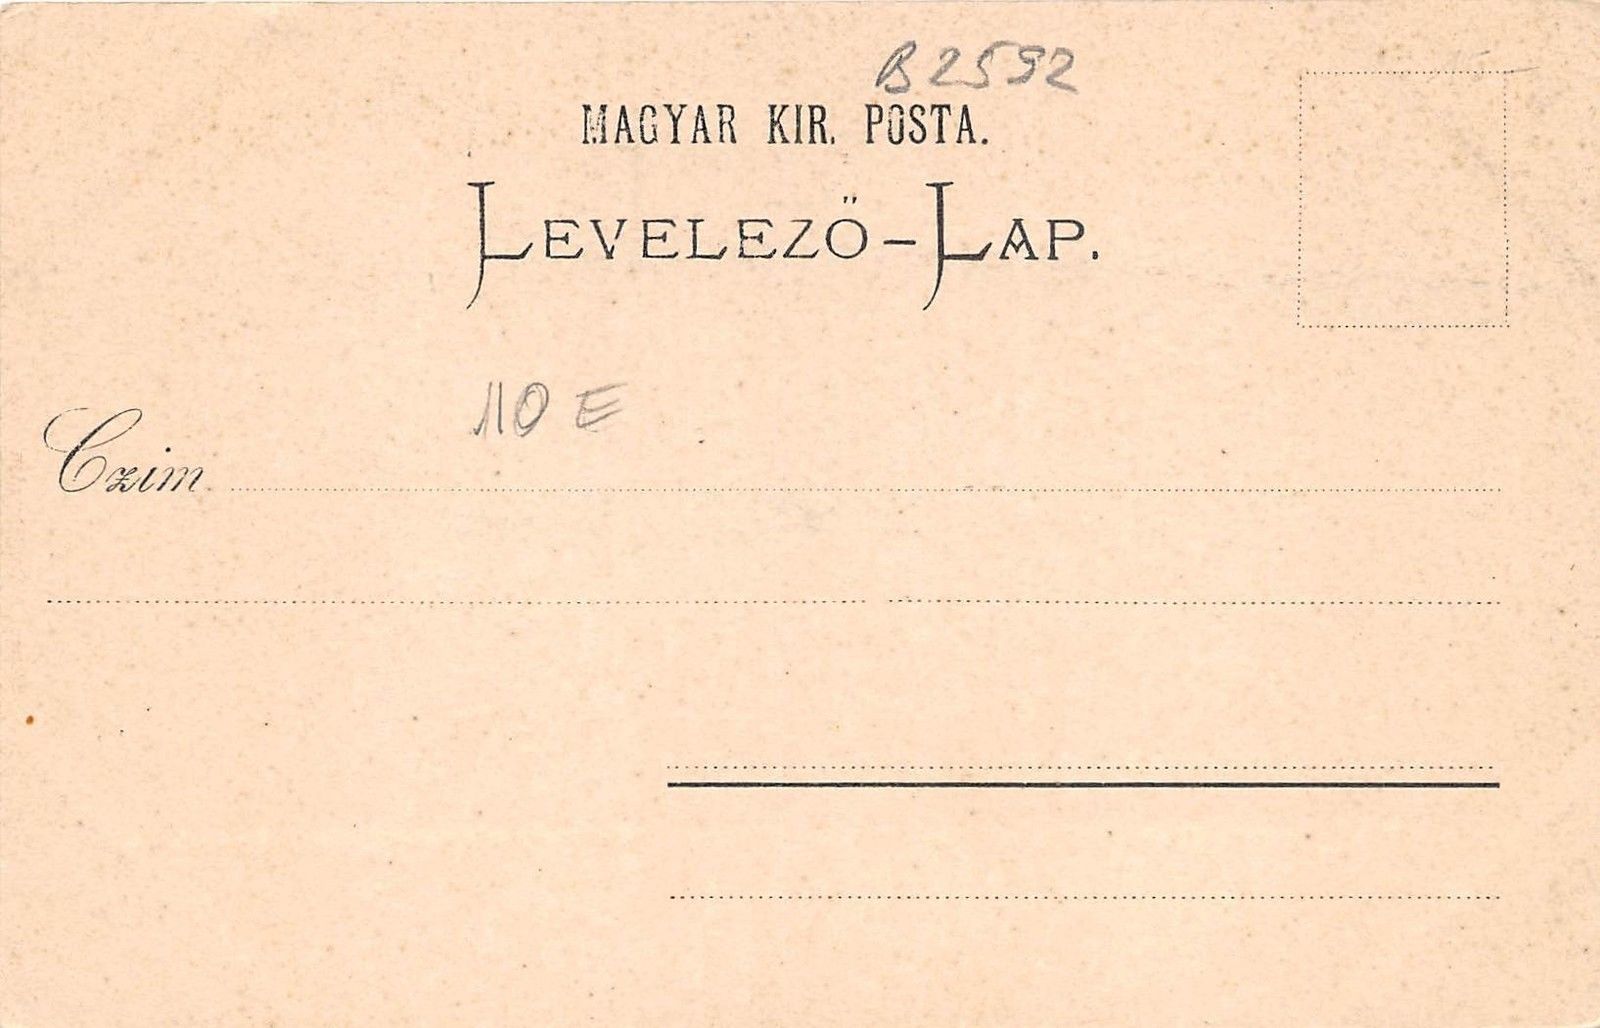 B2592
MAGYAR KIR. POSTA.
LEVELEZŐ-LAP.
110 E
Czim